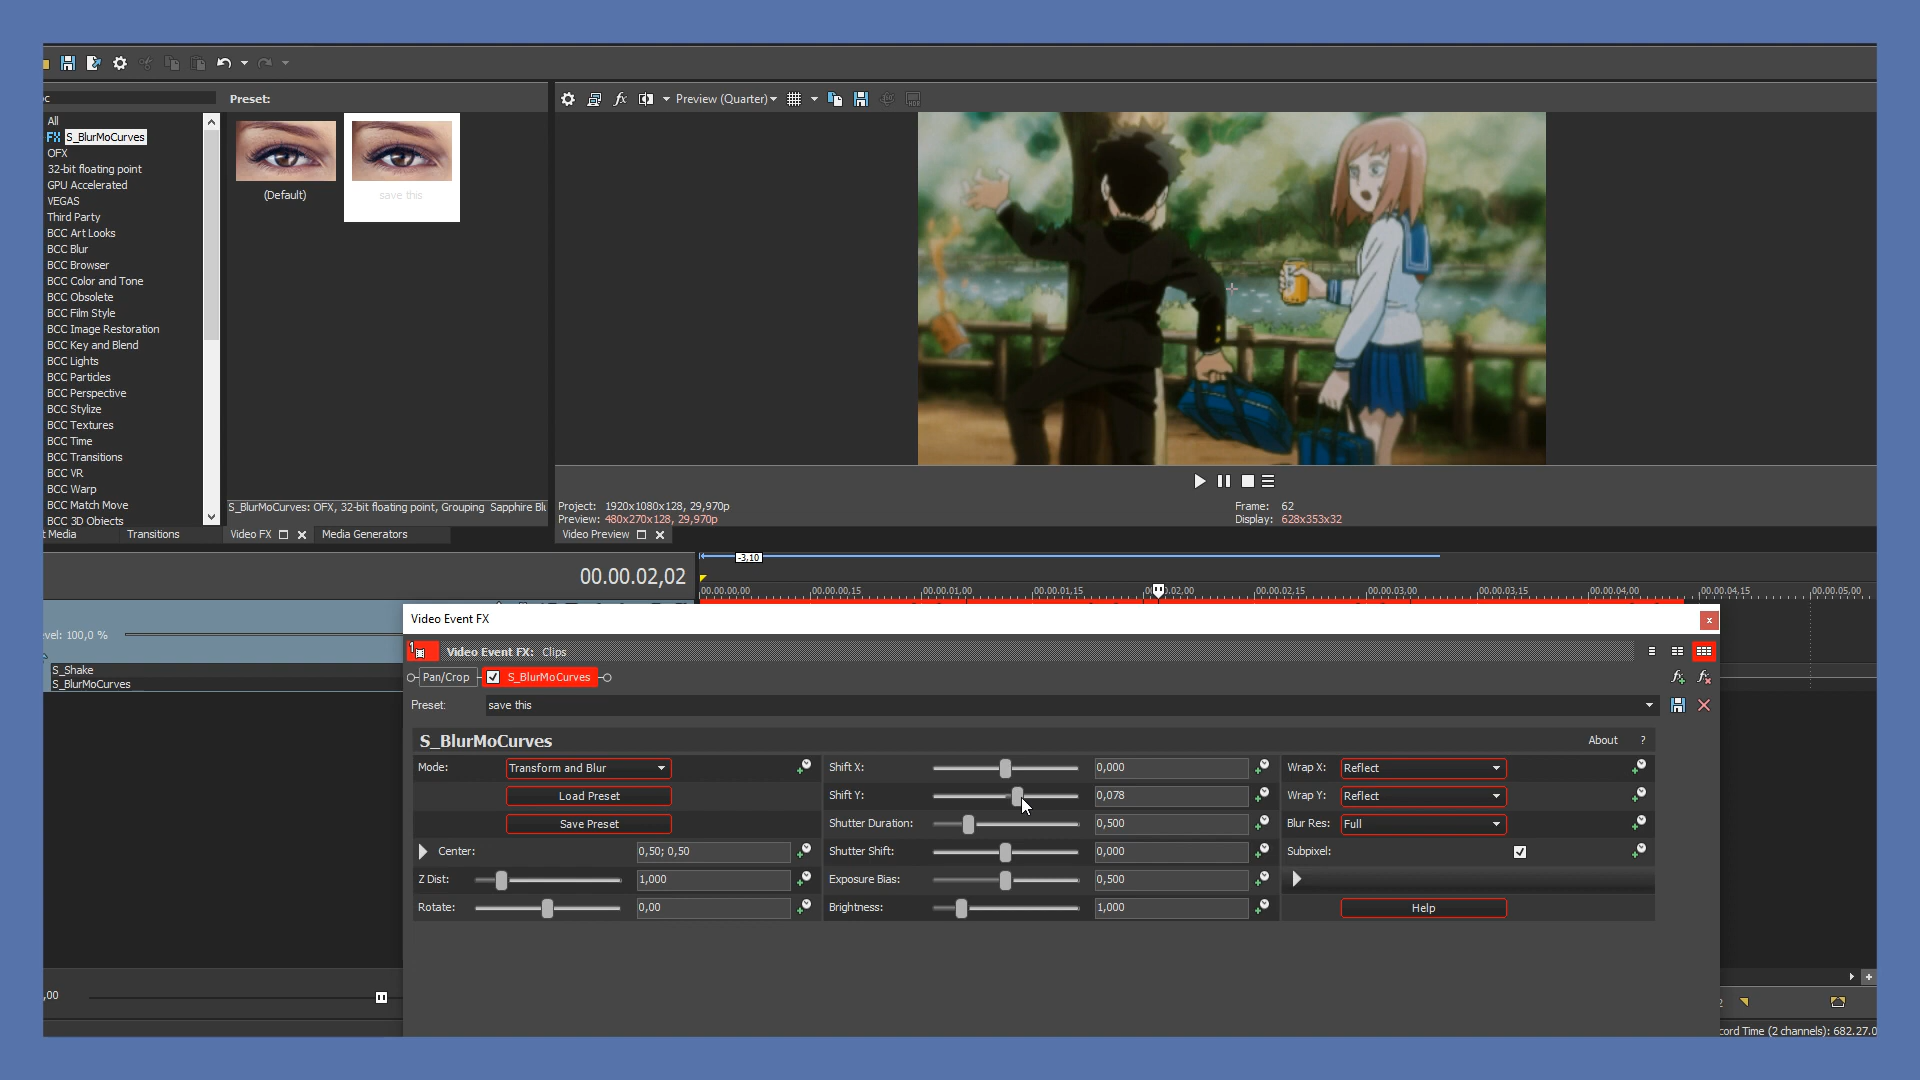 c
Preset:
Preview (Quarter)
All
FX S_BlurMoCurves
OFX
32-bit floating point
GPU Accelerated
VEGAS
Third Party
BCC Art Looks
BCC Blur
BCC Browser
BCC Color and Tone
BCC Obsolete
BCC Film Style
BCC Image Restoration
BCC Key and Blend
BCC Lights
BCC Particles
BCC Perspective
BCC Stylize
BCC Textures
BCC Time
BCC Transitions
BCC VR
BCC Warp
BCC Match Move
BCC 3D Objects
(Default)
save this
S_BlurMoCurves: OFX, 32-bit floating point, Grouping Sapphire Blu
Project: 1920x1080x128, 29,970p
Preview: 480x270x128, 29,970p
Frame: 62
Display: 628x353x32
t Media
Transitions
Video FX
Media Generators
Video Preview
-3.10
00.00.02,02
00.00.00,00
00.00.00,15
00.00.01,00
00.00.01,15
00.00.02,15
00.00.03,00
00.00.03,15
00.00.04,00
00.00.04,15
00.00.05,00
Video Event FX
vel: 100,0 %
1
Video Event FX: Clips
S_Shake
S_BlurMoCurves
Pan/Crop
S_BlurMoCurves
Preset: save this
S_BlurMoCurves
About ?
Mode: Transform and Blur
Load Preset
Save Preset
Center: 0,50; 0,50
Z Dist: 1,000
Rotate: 0,00
Shift X: 0,000
Shift Y: 0,078
Shutter Duration: 0,500
Shutter Shift: 0,000
Exposure Bias: 0,500
Brightness: 1,000
Wrap X: Reflect
Wrap Y: Reflect
Blur Res: Full
Subpixel:
Help
,00
cord Time (2 channels): 682.27.0